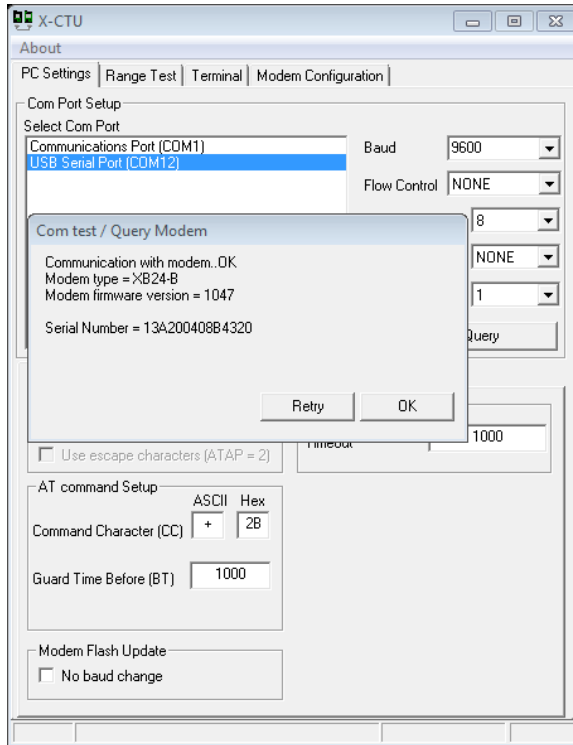 X-CTU
About
PC Settings Range Test Terminal Modem Configuration
Com Port Setup
Select Com Port
Communications Port (COM1)
USB Serial Port (COM12)
Baud 9600
Flow Control NONE
8
NONE
1
Com test / Query Modem
Communication with modem..OK
Modem type = XB24-B
Modem firmware version = 1047
Serial Number = 13A200408B4320
Retry OK
Use escape characters (ATAP = 2)
1000
AT command Setup
ASCII Hex
Command Character (CC) + 2B
Guard Time Before (BT) 1000
Modem Flash Update
No baud change